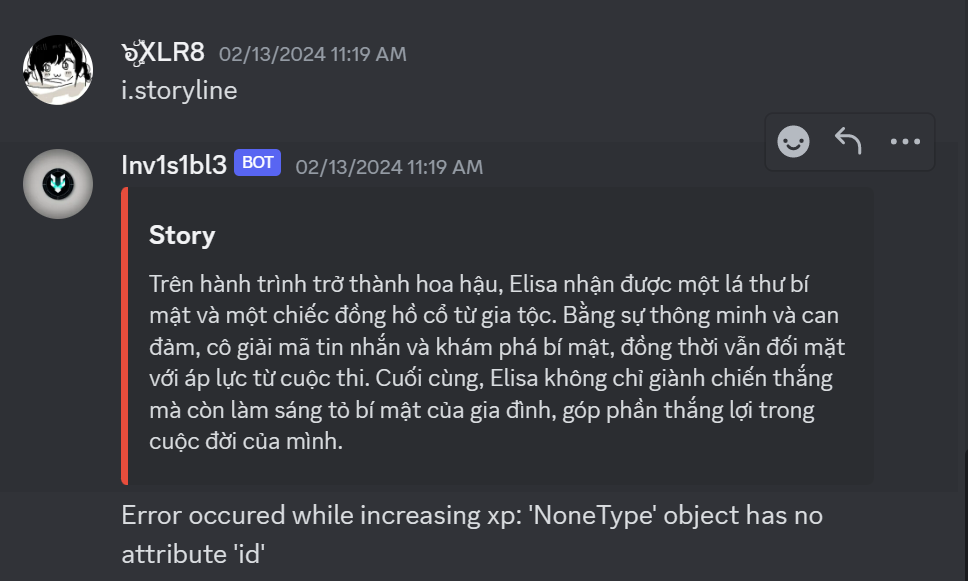 XLR8 02/13/2024 11:19 AM
i.storyline
Inv1s1bl3 BOT 02/13/2024 11:19 AM
Story
Trên hành trình trở thành hoa hậu, Elisa nhận được một lá thư bí
mật và một chiếc đồng hồ cổ từ gia tộc. Bằng sự thông minh và can
đảm, cô giải mã tin nhắn và khám phá bí mật, đồng thời vẫn đối mặt
với áp lực từ cuộc thi. Cuối cùng, Elisa không chỉ giành chiến thắng
mà còn làm sáng tỏ bí mật của gia đình, góp phần thắng lợi trong
cuộc đời của mình.
Error occured while increasing xp: 'NoneType' object has no
attribute 'id'